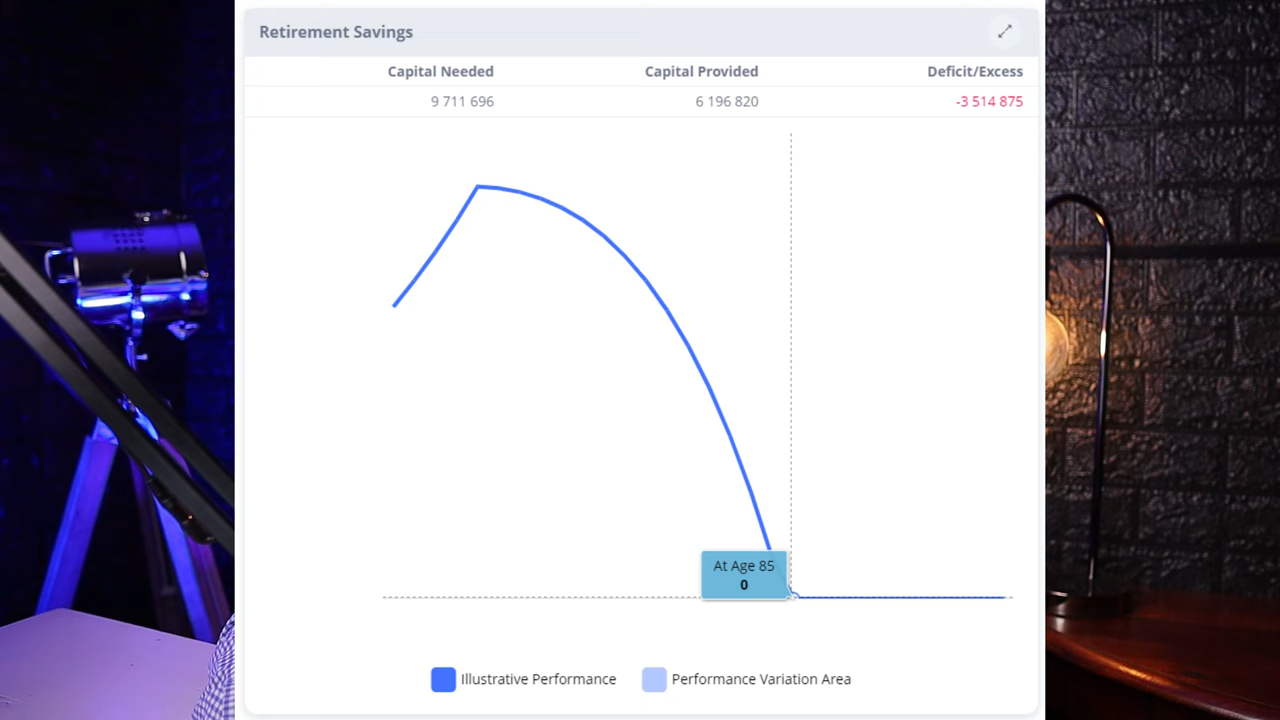 Retirement Savings
Capital Needed Capital Provided Deficit/Excess
9 711 696 6 196 820 -3 514 875
At Age 85
0
Illustrative Performance Performance Variation Area